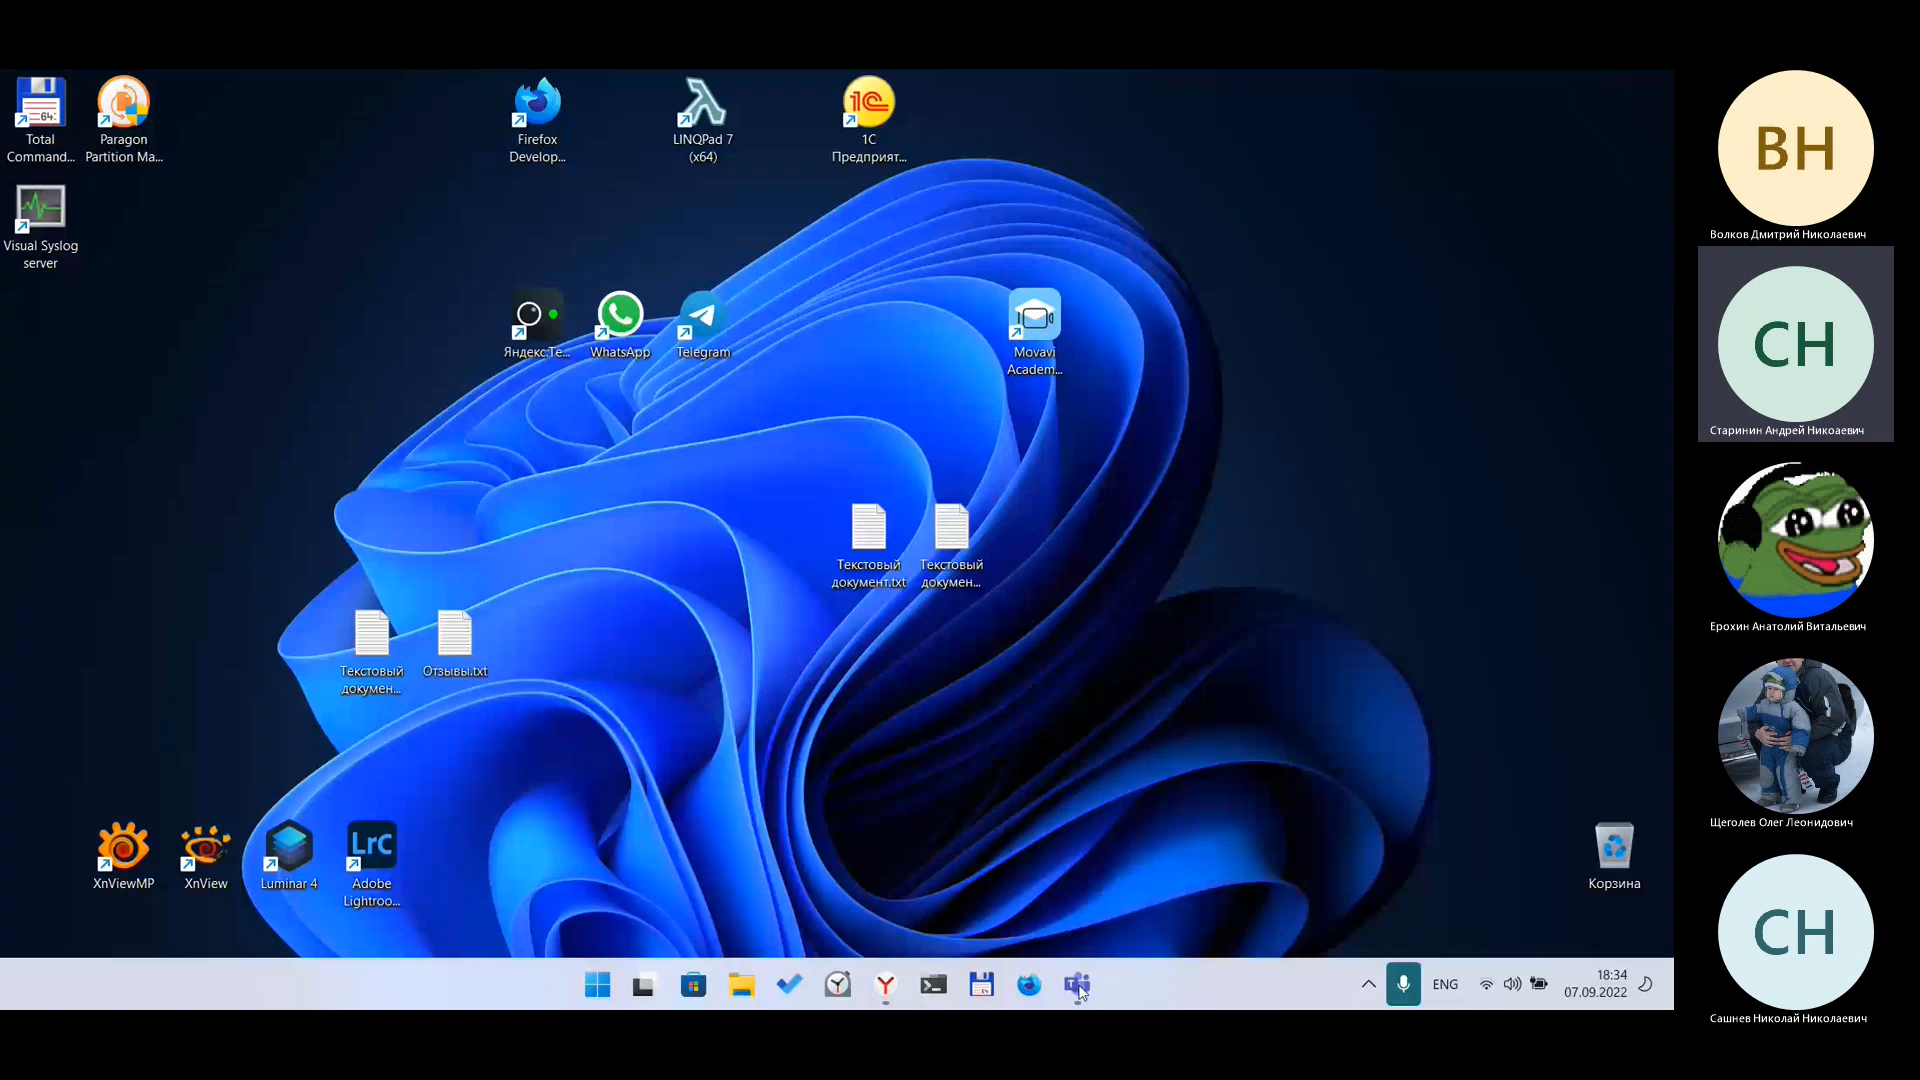 Total
Command...
Paragon
Partition Ma...
Firefox
Develop...
LINQPad 7
(x64)
1С
Предприят...
Visual Syslog
server
Яндекс.Те...
WhatsApp
Telegram
Movavi
Academ...
Текстовый
документ.txt
Текстовый
докумен...
Текстовый
докумен...
Отзывы.txt
XnViewMP
XnView
Luminar 4
LrC
Adobe
Lightroo...
Корзина
ENG
18:34
07.09.2022
ВН
Волков Дмитрий Николаевич
СН
Старинин Андрей Никоаевич
Ерохин Анатолий Витальевич
Щеголев Олег Леонидович
СН
Сашнев Николай Николаевич